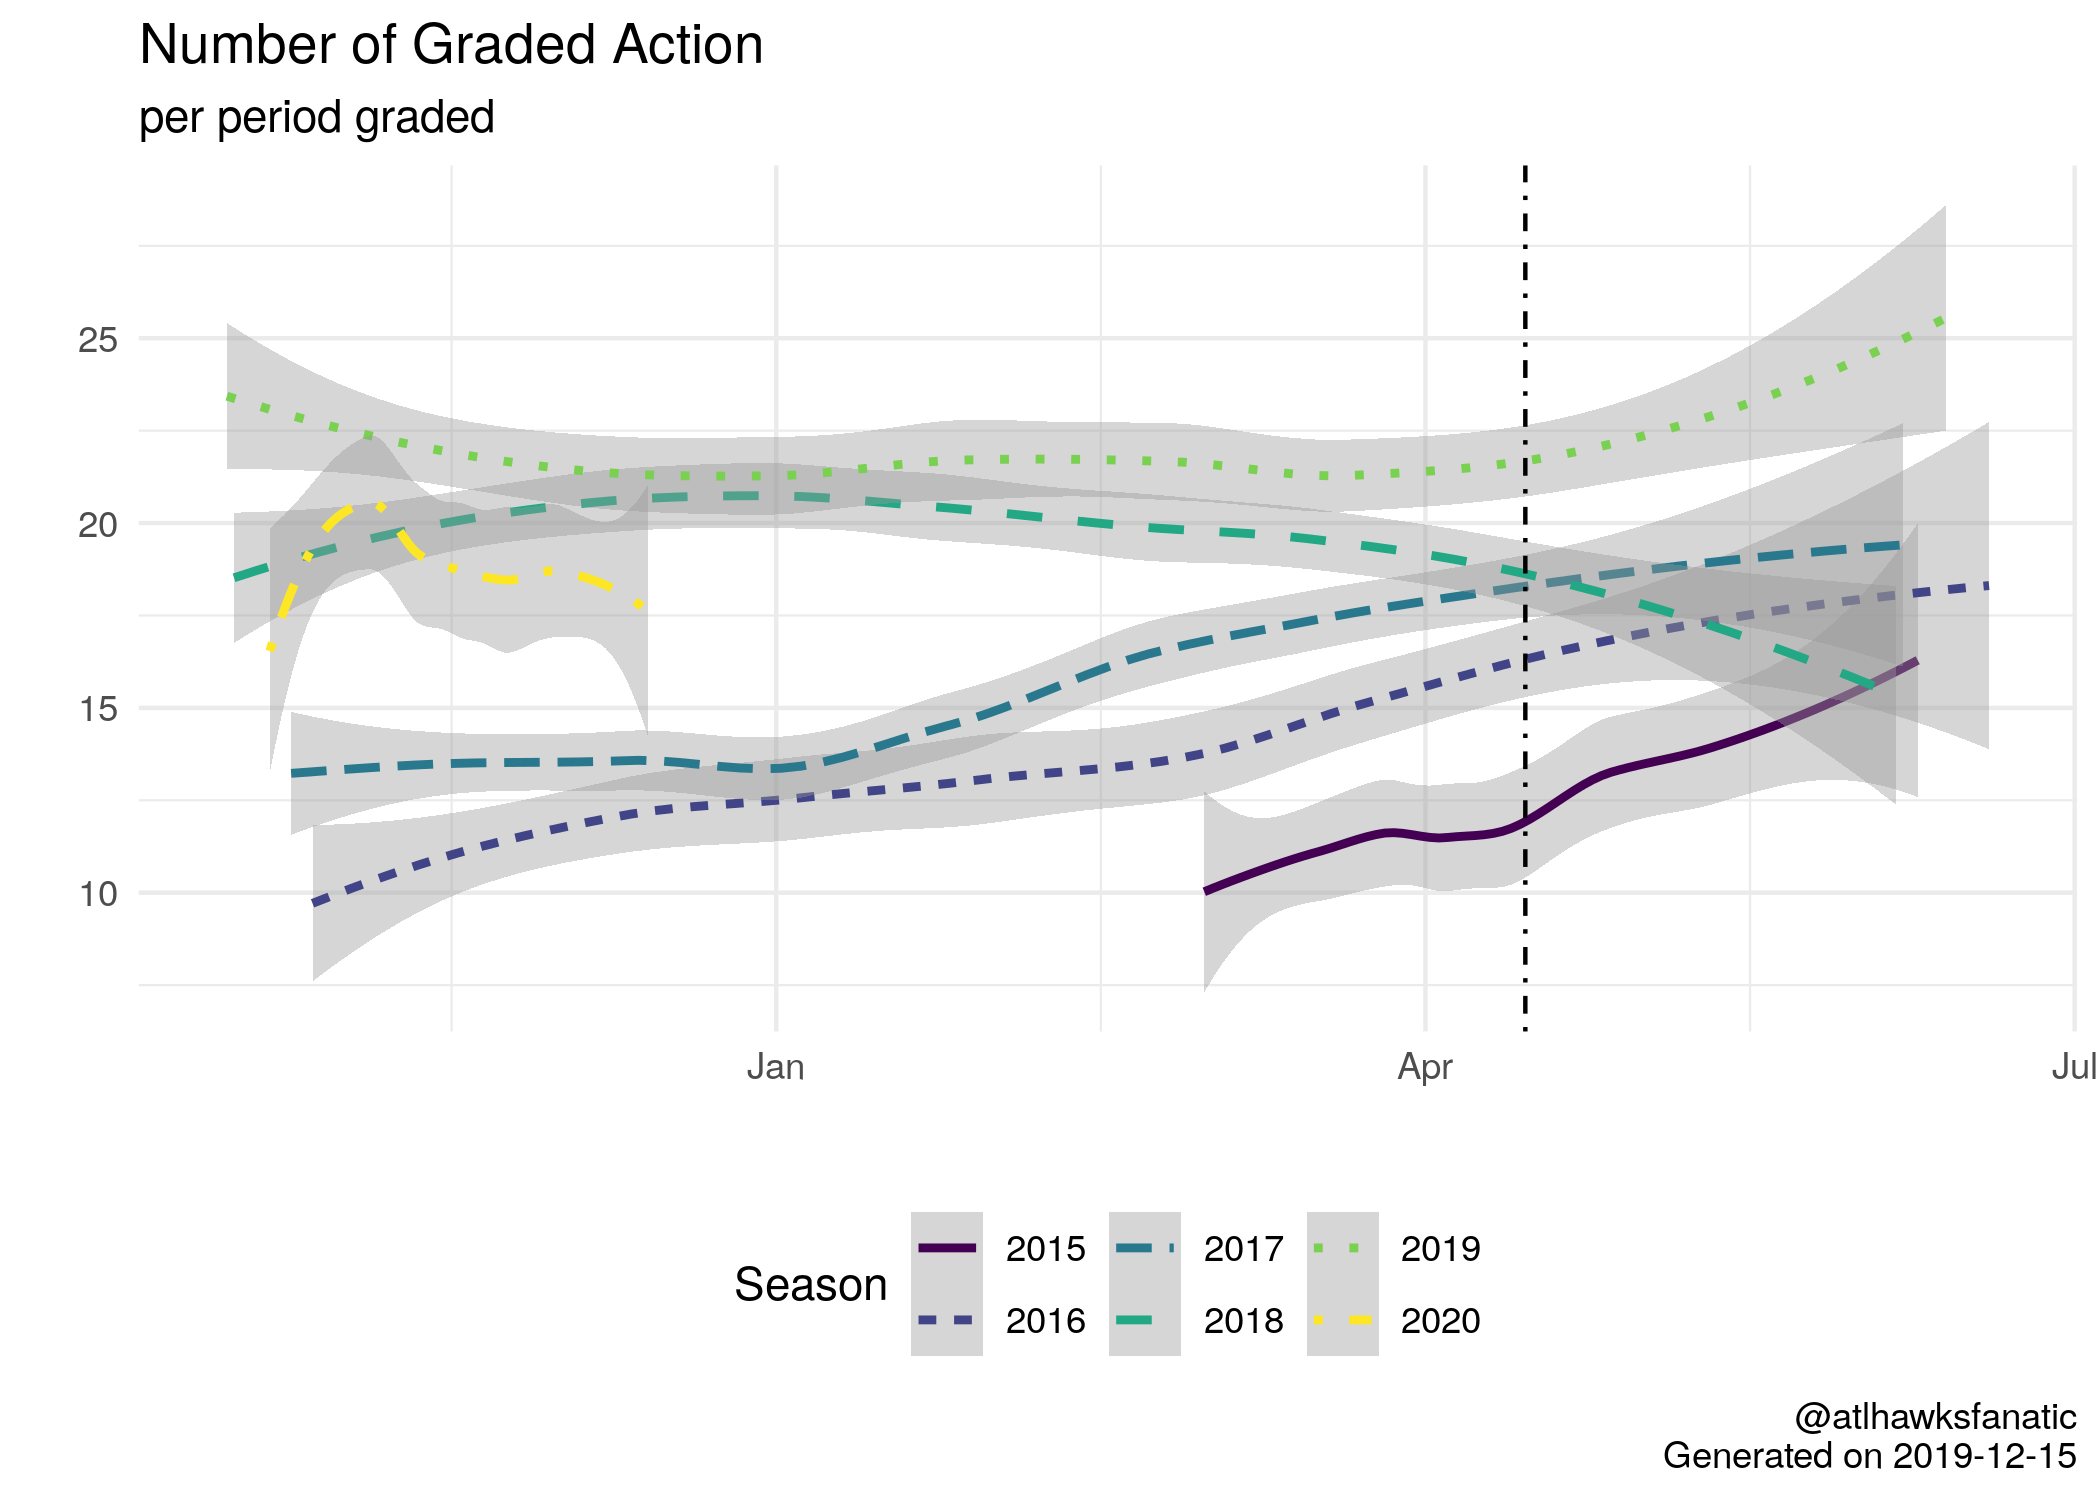 Number of Graded Action
per period graded
25
20
15
10
Jan
Apr
Jul
Season
2015
2017
2019
2016
2018
2020
@atlhawksfanatic
Generated on 2019-12-15